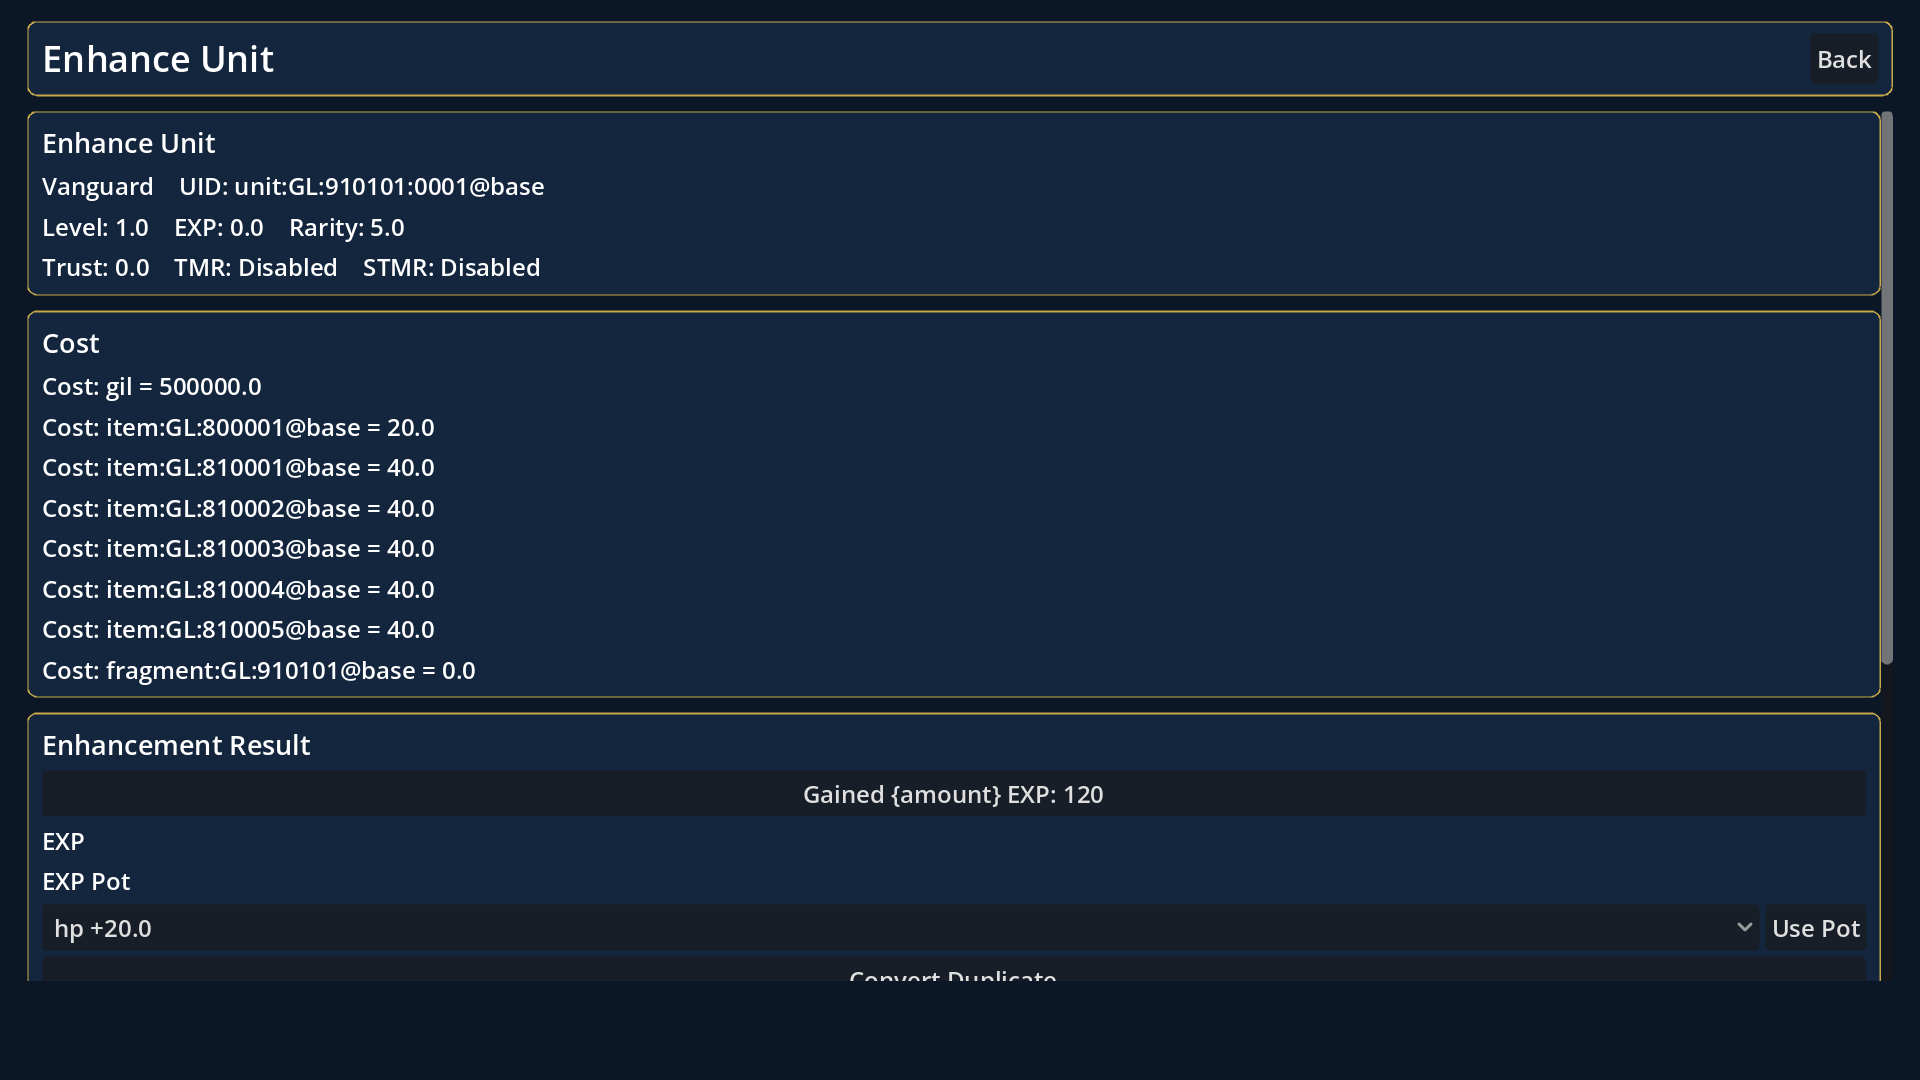 Enhance Unit
Back
Enhance Unit
Vanguard UID: unit:GL:910101:0001@base
Level: 1.0 EXP: 0.0 Rarity: 5.0
Trust: 0.0 TMR: Disabled STMR: Disabled
Cost
Cost: gil = 500000.0
Cost: item:GL:800001@base = 20.0
Cost: item:GL:810001@base = 40.0
Cost: item:GL:810002@base = 40.0
Cost: item:GL:810003@base = 40.0
Cost: item:GL:810004@base = 40.0
Cost: item:GL:810005@base = 40.0
Cost: fragment:GL:910101@base = 0.0
Enhancement Result
Gained {amount} EXP: 120
EXP
EXP Pot
hp +20.0
Use Pot
Convert Duplicate